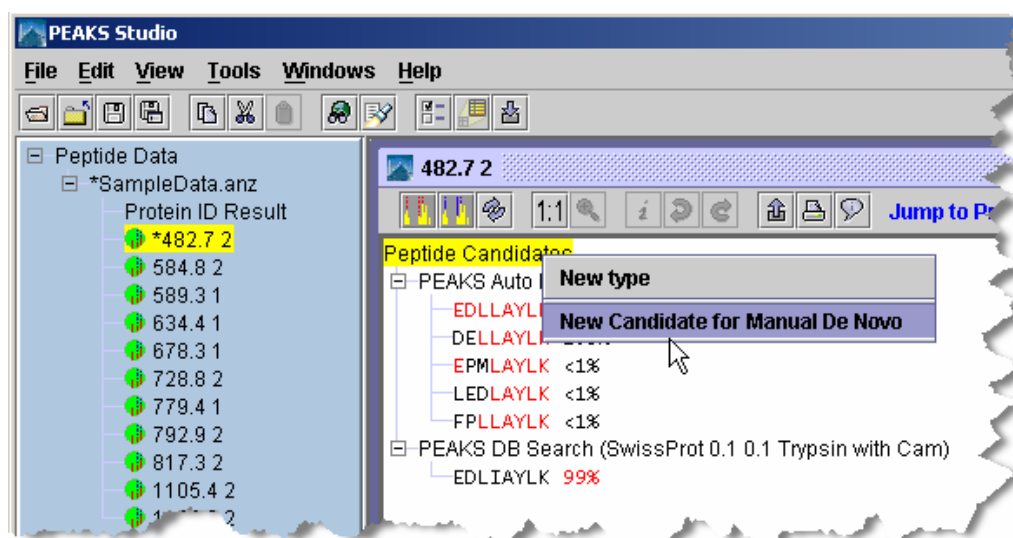 PEAKS Studio
File Edit View Tools Windows Help
Peptide Data
*SampleData.anz
Protein ID Result
*482.7 2
584.8 2
589.3 1
634.4 1
678.3 1
728.8 2
779.4 1
792.9 2
817.3 2
1105.4 2
482.7 2
1:1 i Jump to
Peptide
PEAKS Auto
New type
New Candidate for Manual De Novo
EPMLAYLK <1%
LEDLAYLK <1%
FPLLAYLK <1%
PEAKS DB Search (SwissProt 0.1 0.1 Trypsin with Cam)
EDLIAYLK 99%